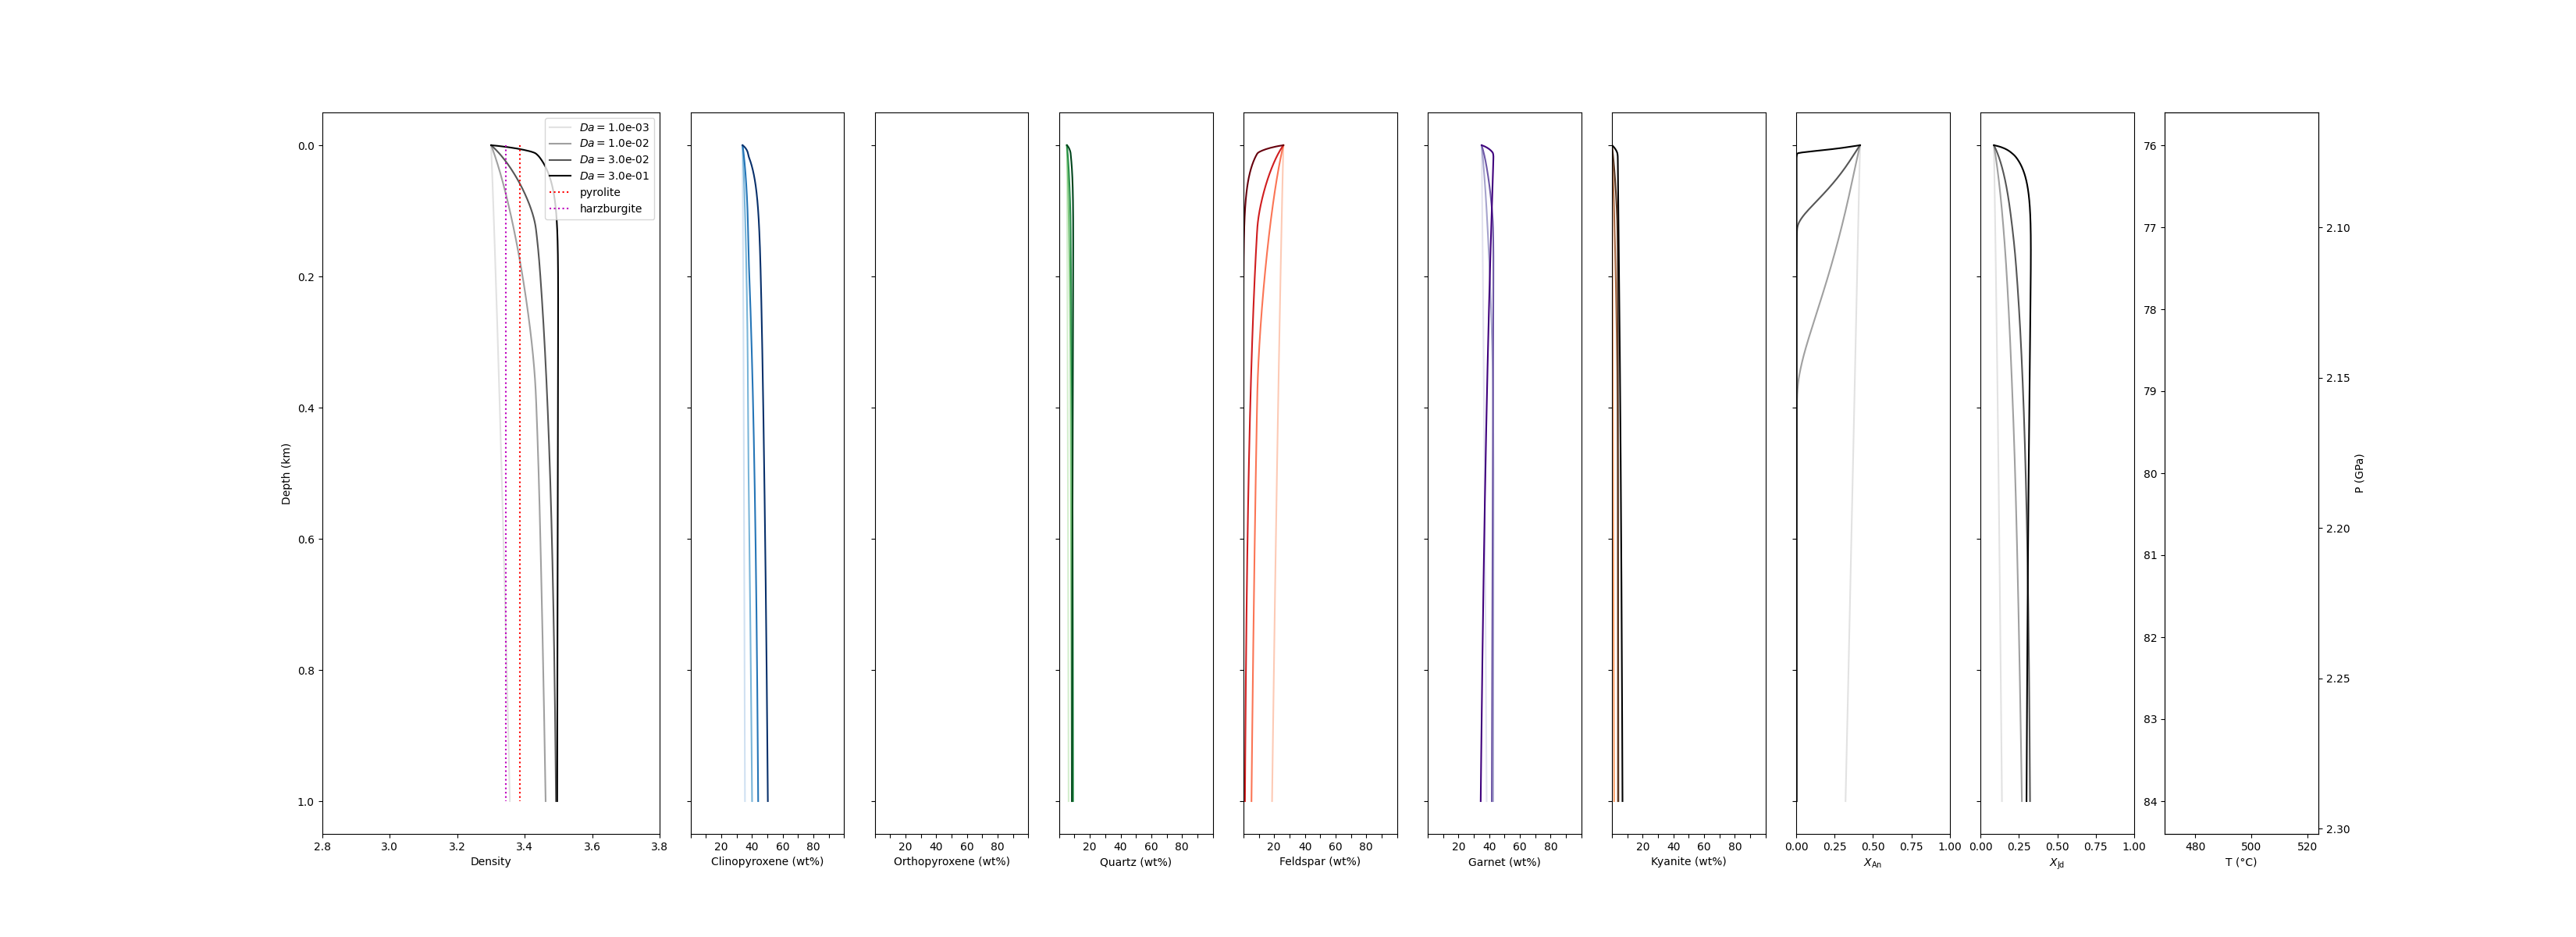 Da = 1.0e-03
Da = 1.0e-02
Da = 3.0e-02
Da = 3.0e-01
pyrolite
harzburgite
Depth (km)
0.0
0.2
0.4
0.6
0.8
1.0
2.8 3.0 3.2 3.4 3.6 3.8
Density
20 40 60 80
Clinopyroxene (wt%)
20 40 60 80
Orthopyroxene (wt%)
20 40 60 80
Quartz (wt%)
20 40 60 80
Feldspar (wt%)
20 40 60 80
Garnet (wt%)
20 40 60 80
Kyanite (wt%)
0.00 0.25 0.50 0.75 1.00
X_An
0.00 0.25 0.50 0.75 1.00
X_Jd
76
77
78
79
80
81
82
83
84
480 500 520
T (°C)
2.10
2.15
2.20
2.25
2.30
P (GPa)